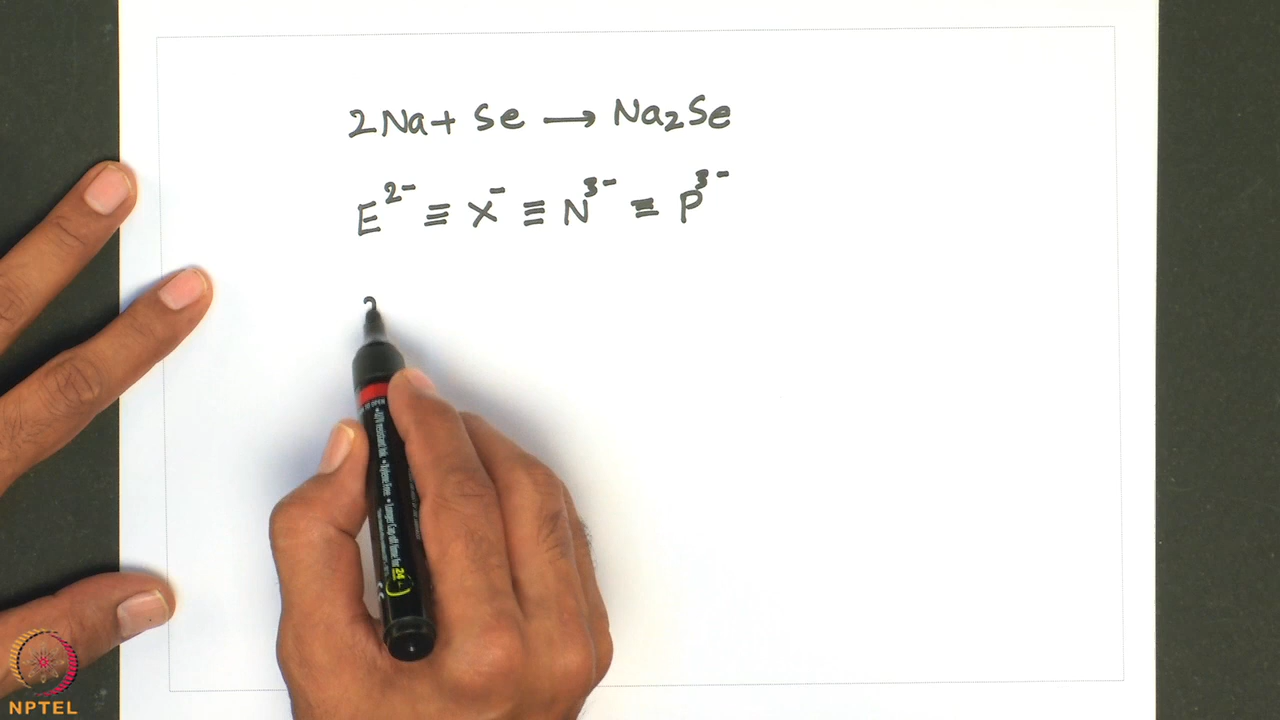 2Na + Se → Na₂Se
E²⁻ ≡ X⁻ ≡ N³⁻ ≡ P³⁻
NPTEL